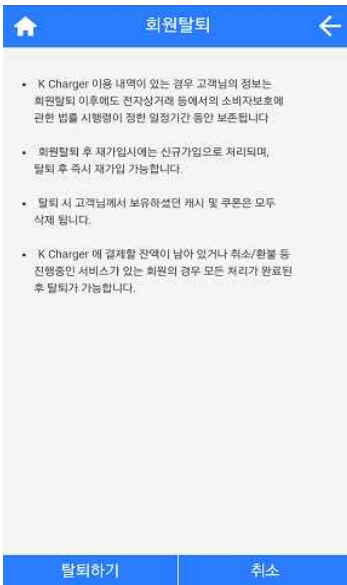 회원탈퇴
• K Charger 이용 내역이 있는 경우 고객님의 정보는
회원탈퇴 이후에도 전자상거래 등에서의 소비자보호에
관한 법률 시행령이 정한 일정기간 동안 보존됩니다
• 회원탈퇴 후 재가입시에는 신규가입으로 처리되며,
탈퇴 후 즉시 재가입 가능합니다.
• 탈퇴 시 고객님께서 보유하셨던 캐시 및 쿠폰은 모두
삭제 됩니다.
• K Charger 에 결제할 잔액이 남아 있거나 취소/환불 등
진행중인 서비스가 있는 회원의 경우 모든 처리가 완료된
후 탈퇴가 가능합니다.
탈퇴하기 취소